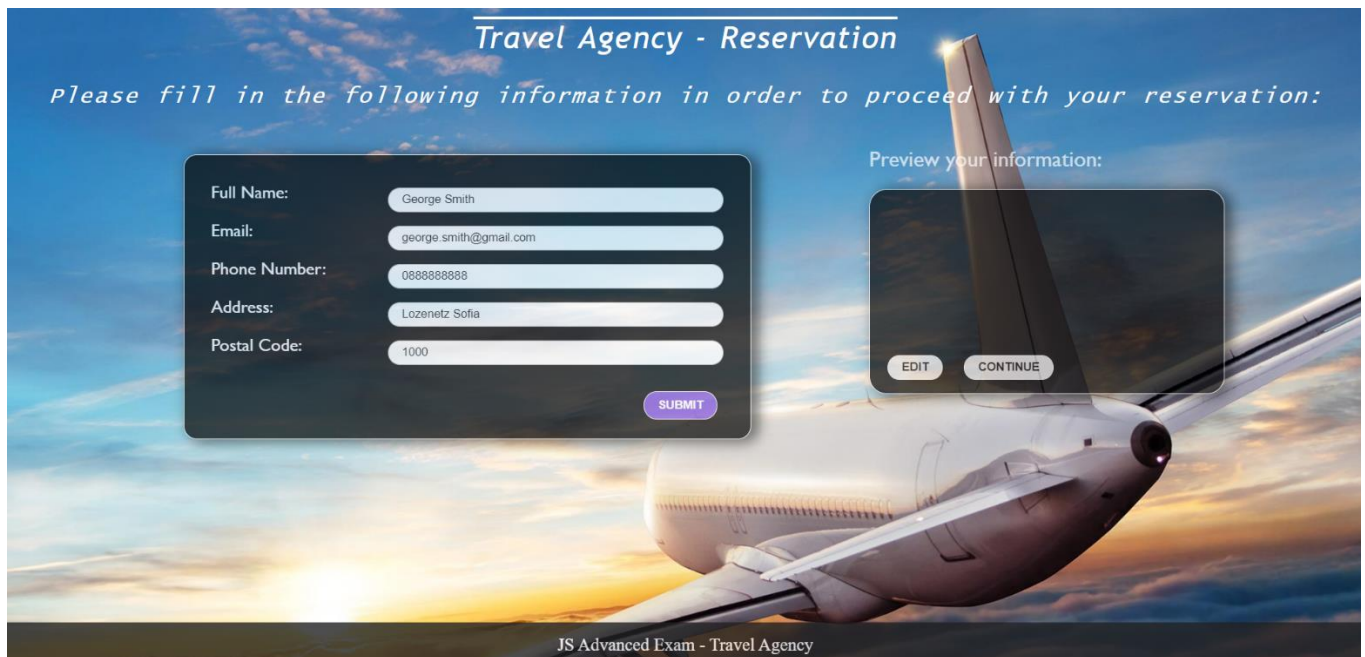 Travel Agency - Reservation
Please fill in the following information in order to proceed with your reservation:
Full Name: George Smith
Email: george.smith@gmail.com
Phone Number: 0888888888
Address: Lozenetz Sofia
Postal Code: 1000
SUBMIT
Preview your information:
EDIT CONTINUE
JS Advanced Exam - Travel Agency